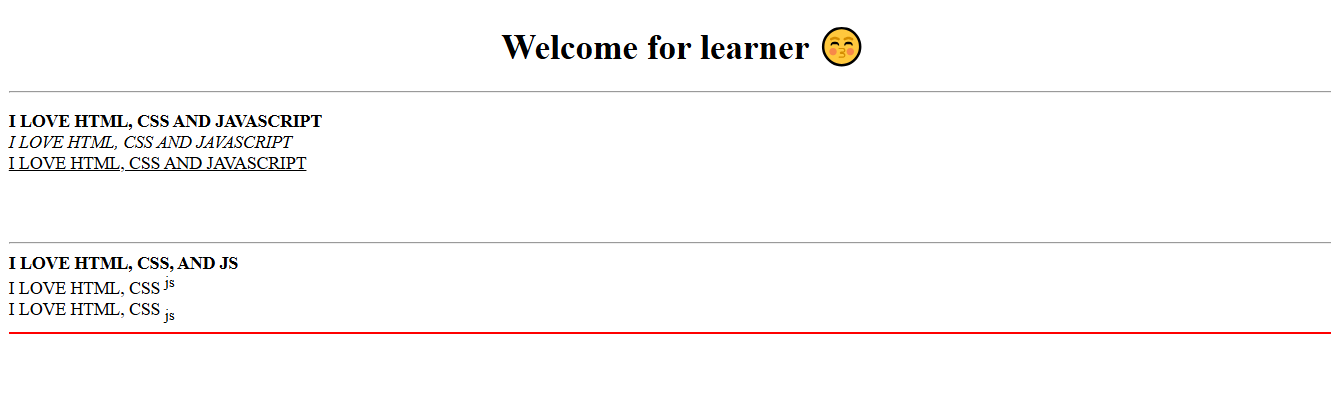 Welcome for learner 😚
I LOVE HTML, CSS AND JAVASCRIPT
I LOVE HTML, CSS AND JAVASCRIPT
I LOVE HTML, CSS AND JAVASCRIPT
I LOVE HTML, CSS, AND JS
I LOVE HTML, CSS js
I LOVE HTML, CSS js